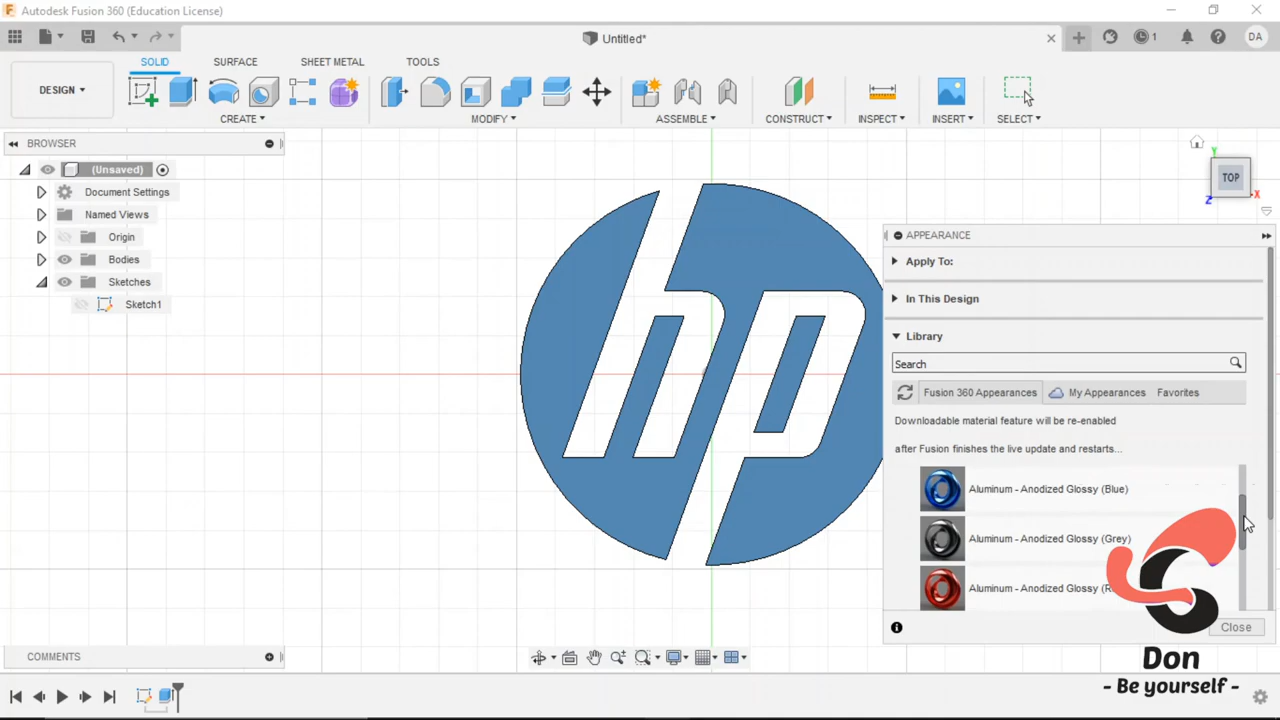 Autodesk Fusion 360 (Education License)
Untitled*
1
DA
DESIGN
SOLID
SURFACE
SHEET METAL
TOOLS
CREATE
MODIFY
ASSEMBLE
CONSTRUCT
INSPECT
INSERT
SELECT
BROWSER
(Unsaved)
Document Settings
Named Views
Origin
Bodies
Sketches
Sketch1
hp
Y
TOP
X
Z
APPEARANCE
Apply To:
In This Design
Library
Search
Fusion 360 Appearances
My Appearances
Favorites
Downloadable material feature will be re-enabled
after Fusion finishes the live update and restarts...
Aluminum - Anodized Glossy (Blue)
Aluminum - Anodized Glossy (Grey)
Aluminum - Anodized Glossy
Close
COMMENTS
Don
- Be yourself -